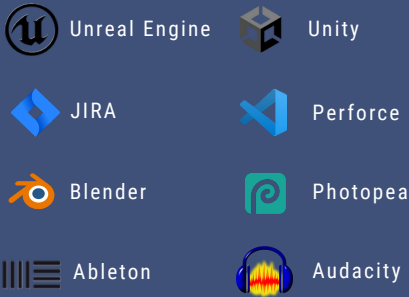 Unreal Engine
Unity
JIRA
Perforce
Blender
Photopea
Ableton
Audacity